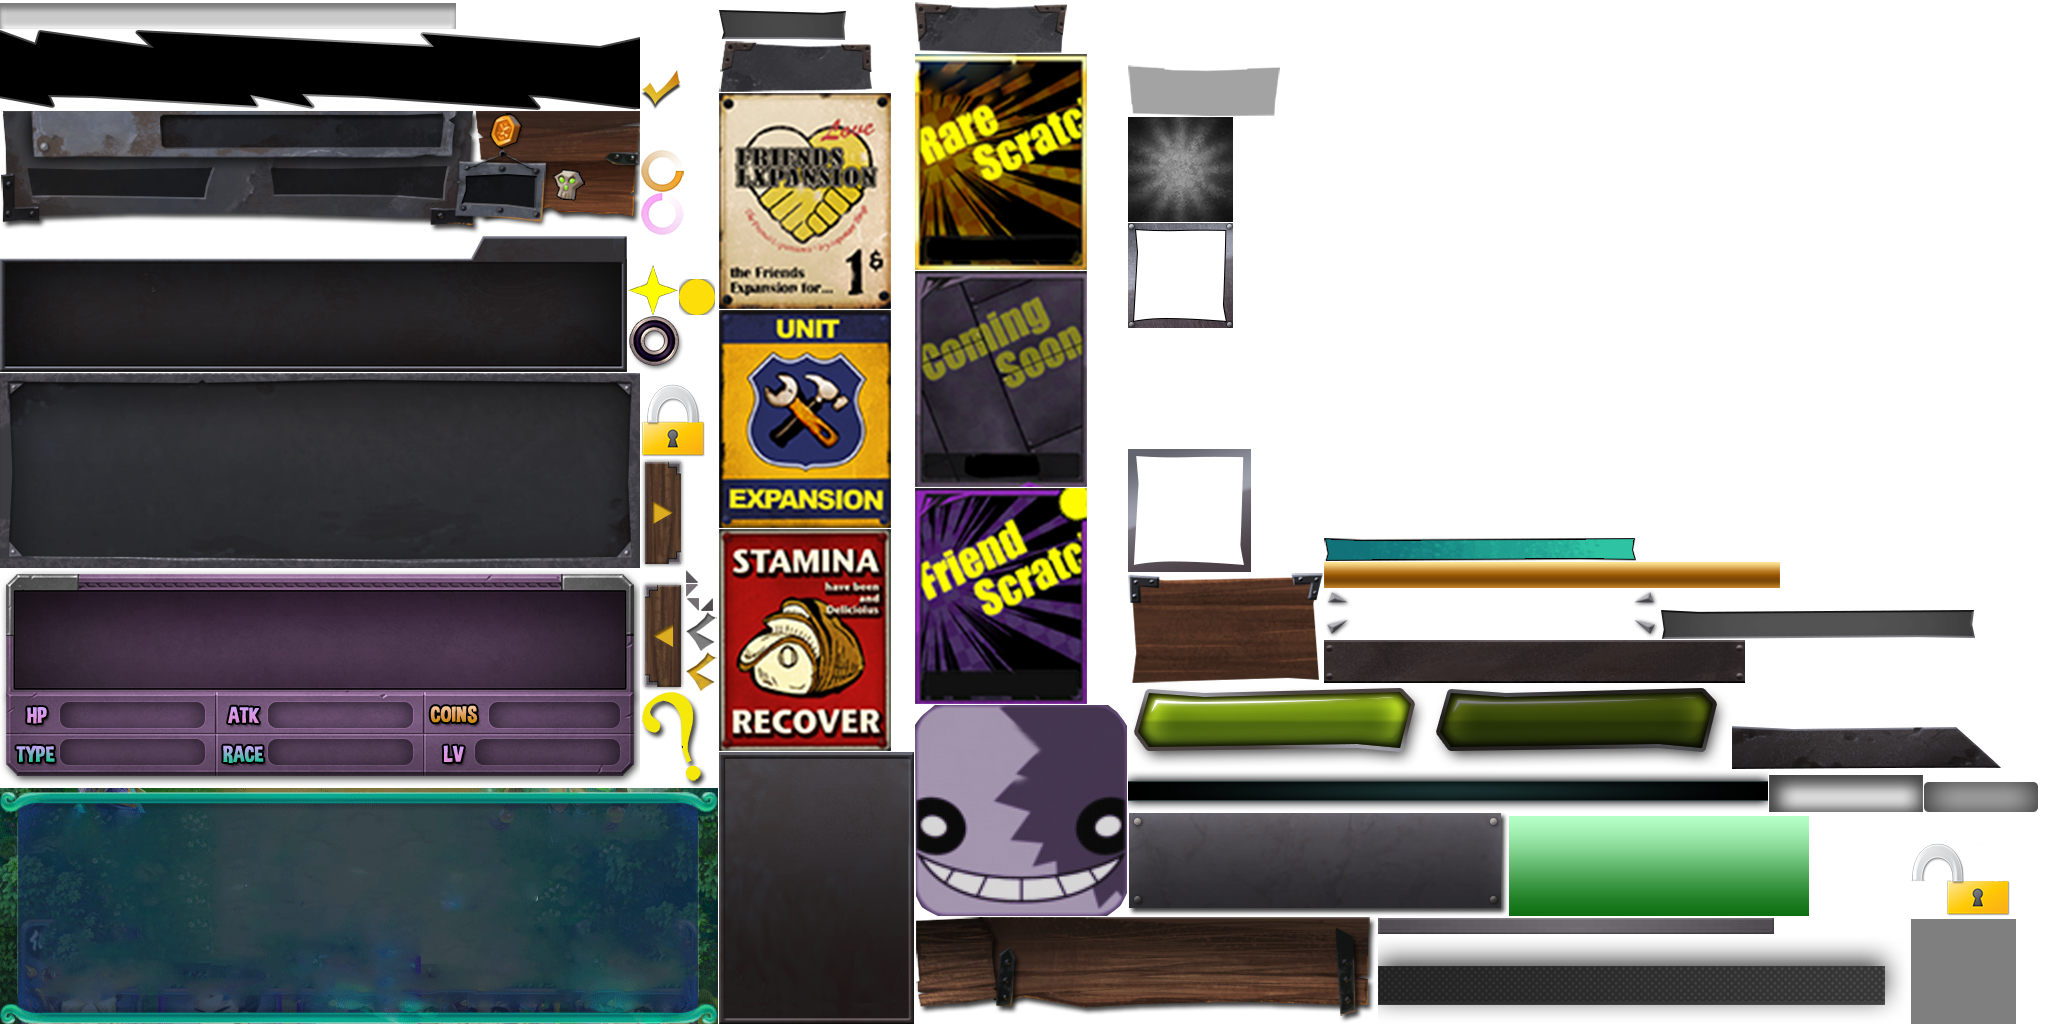 HP
ATK
COINS
TYPE
RACE
LV
Love
FRIENDS
EXPANSION
the Friends
Expansion for...
1
UNIT
EXPANSION
STAMINA
have been
and
Deliciolus
RECOVER
Rare
Scratc
Coming
Soon
Friend
Scratc